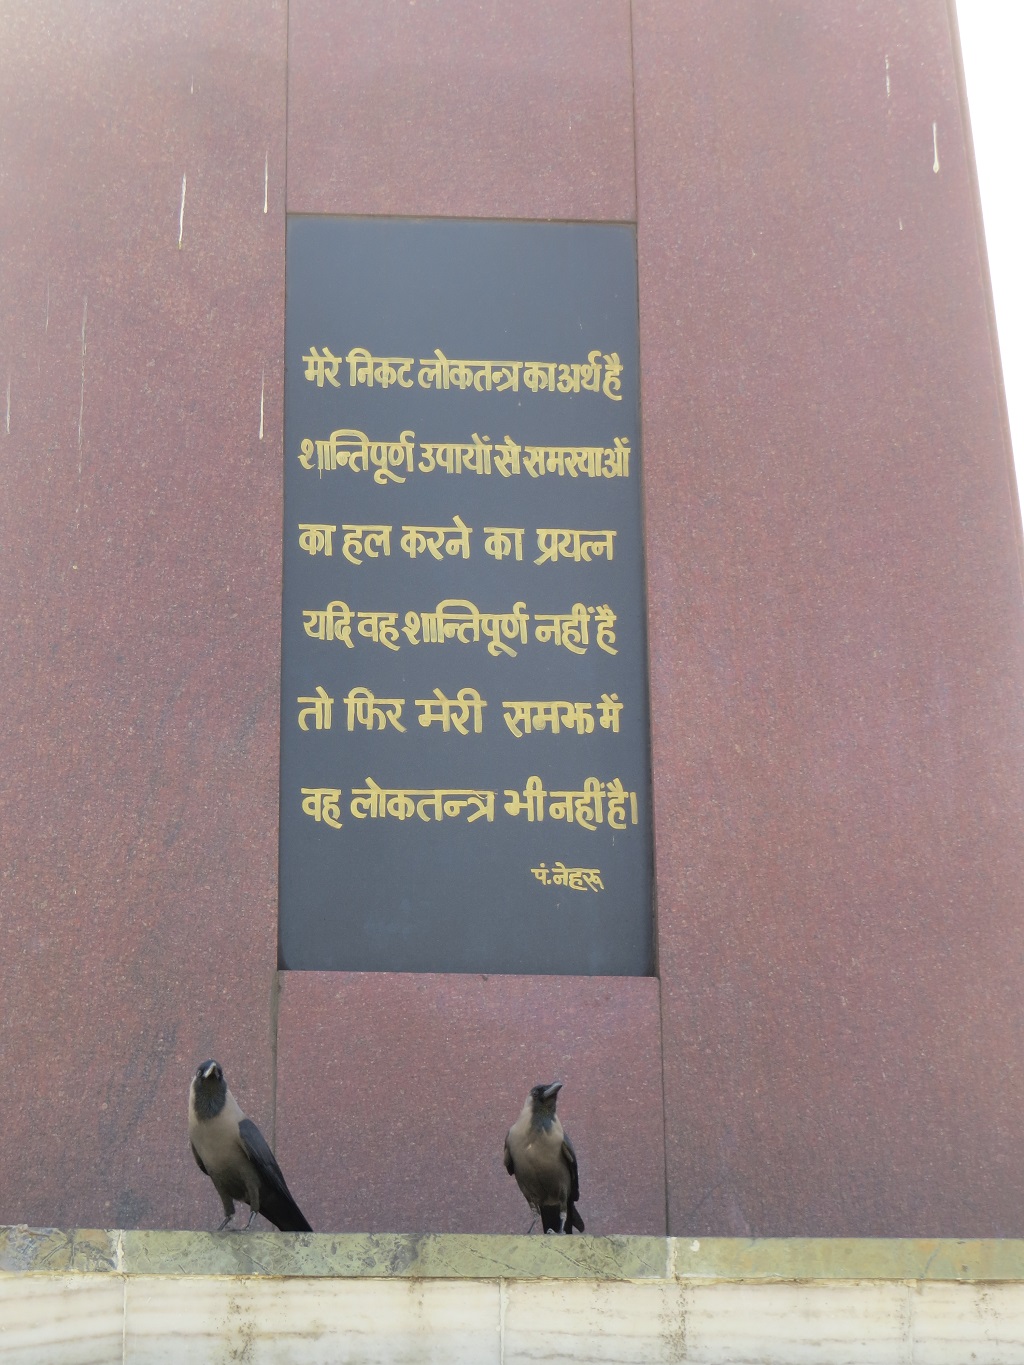 मेरे निकट लोकतन्त्र का अर्थ है
शान्तिपूर्ण उपायों से समस्याओं
का हल करने का प्रयत्न
यदि वह शान्तिपूर्ण नहीं है
तो फिर मेरी समझ में
वह लोकतन्त्र भी नहीं है।
पं. नेहरू